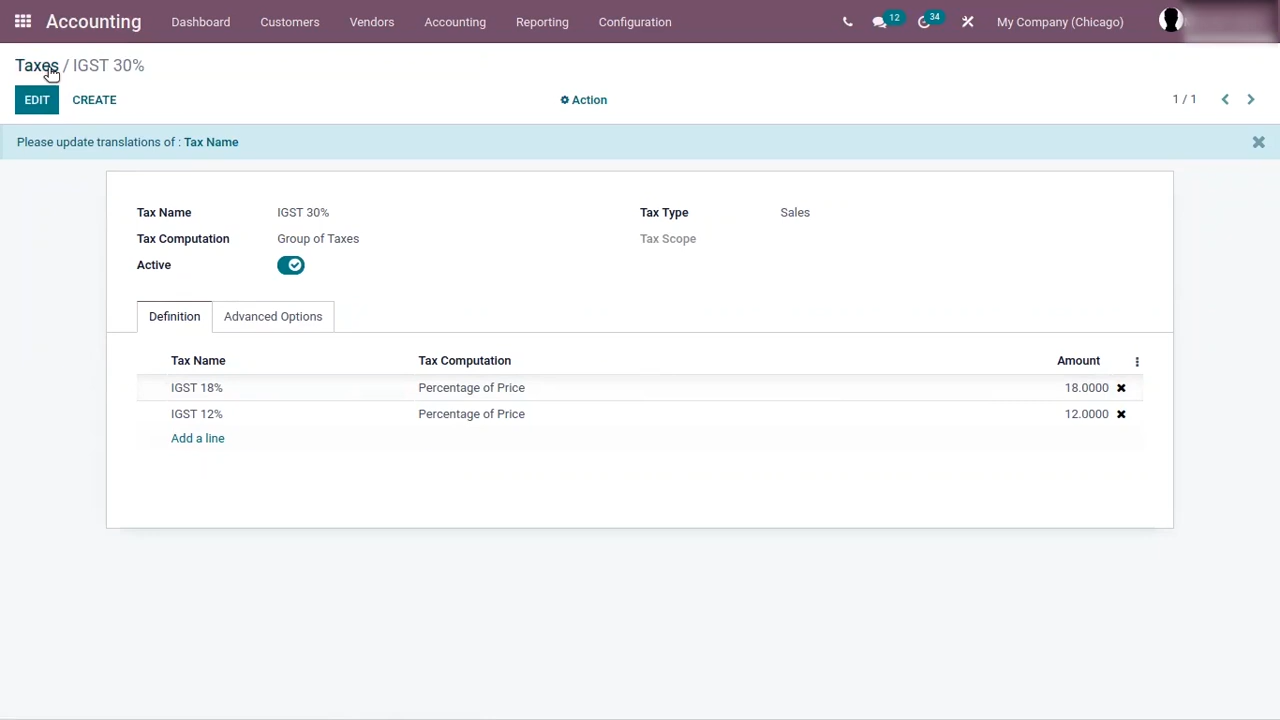 Accounting Dashboard Customers Vendors Accounting Reporting Configuration 12 34 My Company (Chicago)
Taxes / IGST 30%
EDIT CREATE Action 1 / 1
Please update translations of : Tax Name
Tax Name IGST 30% Tax Type Sales
Tax Computation Group of Taxes Tax Scope
Active
Definition Advanced Options
Tax Name Tax Computation Amount
IGST 18% Percentage of Price 18.0000
IGST 12% Percentage of Price 12.0000
Add a line